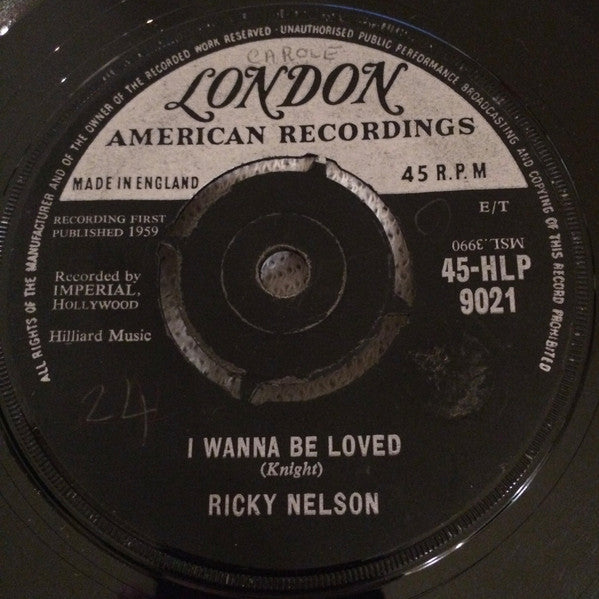 ALL RIGHTS OF THE MANUFACTURER AND OF THE OWNER OF THE RECORDED WORK RESERVED · UNAUTHORISED PUBLIC PERFORMANCE BROADCASTING AND COPYING OF THIS RECORD PROHIBITED
CAROLE
LONDON
AMERICAN RECORDINGS
MADE IN ENGLAND
45 R.P.M
RECORDING FIRST
PUBLISHED 1959
E/T
MSL.3990
Recorded by
IMPERIAL,
HOLLYWOOD
45-HLP
9021
Hilliard Music
24
I WANNA BE LOVED
(Knight)
RICKY NELSON